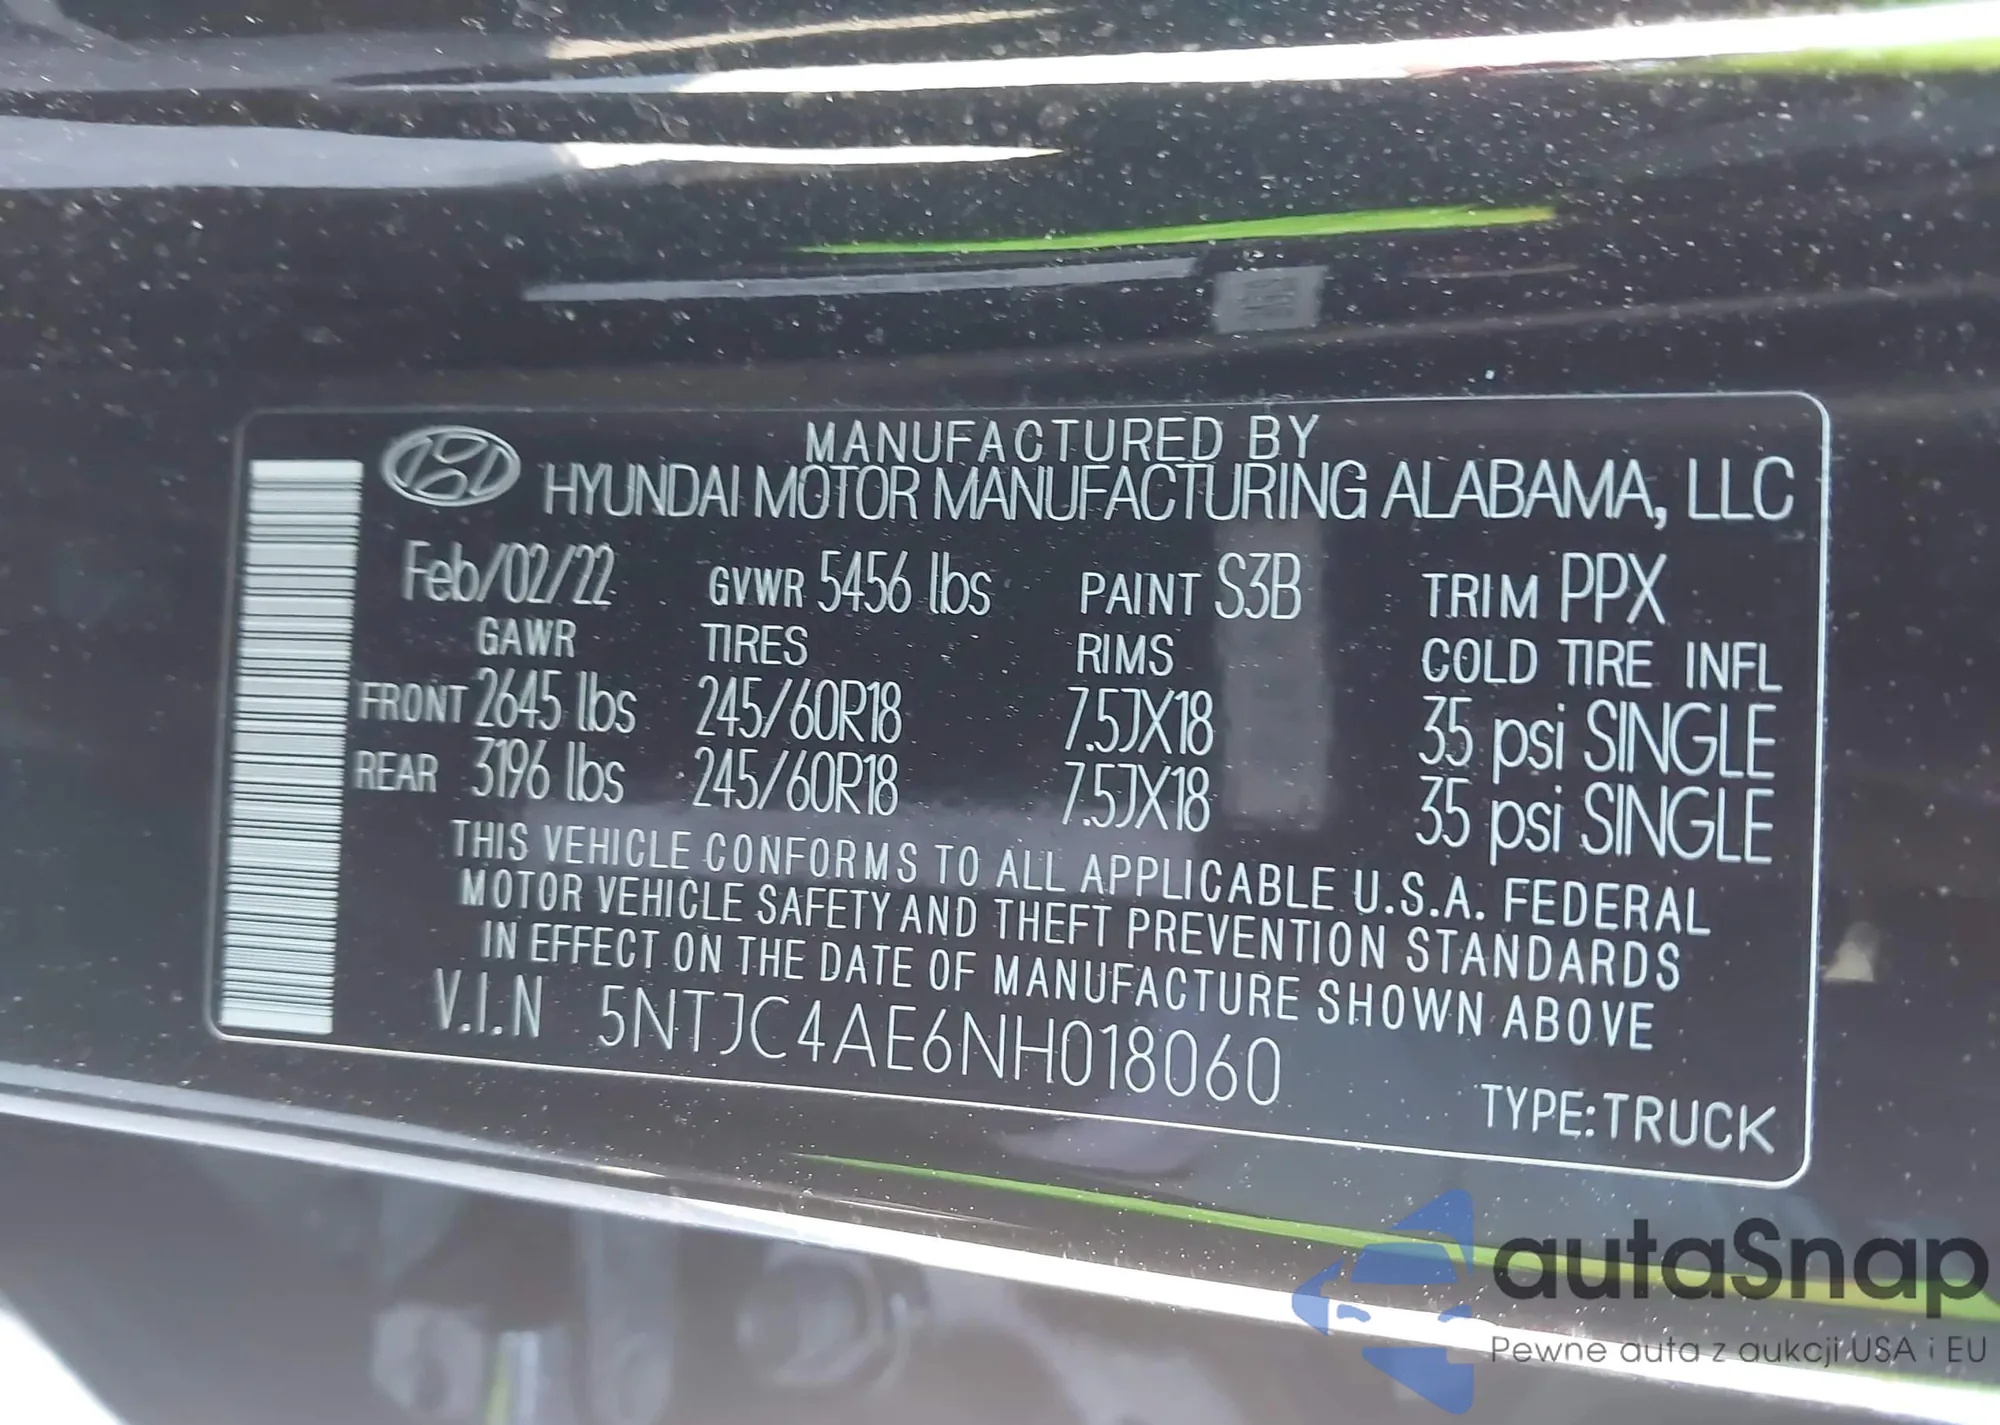 MANUFACTURED BY
HYUNDAI MOTOR MANUFACTURING ALABAMA, LLC
Feb/02/22 GVWR 5456 lbs PAINT S3B TRIM PPX
GAWR TIRES RIMS COLD TIRE INFL
FRONT 2645 lbs 245/60R18 7.5JX18 35 psi SINGLE
REAR 3196 lbs 245/60R18 7.5JX18 35 psi SINGLE
THIS VEHICLE CONFORMS TO ALL APPLICABLE U.S.A. FEDERAL
MOTOR VEHICLE SAFETY AND THEFT PREVENTION STANDARDS
IN EFFECT ON THE DATE OF MANUFACTURE SHOWN ABOVE
V.I.N 5NTJC4AE6NH018060
TYPE:TRUCK
autaSnap
Pewne auta z aukcji USA i EU